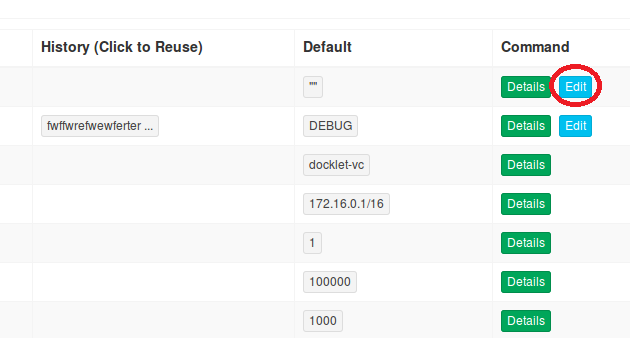 History (Click to Reuse) Default Command
"" Details Edit
fwffwrefwewferter ... DEBUG Details Edit
docklet-vc Details
172.16.0.1/16 Details
1 Details
100000 Details
1000 Details